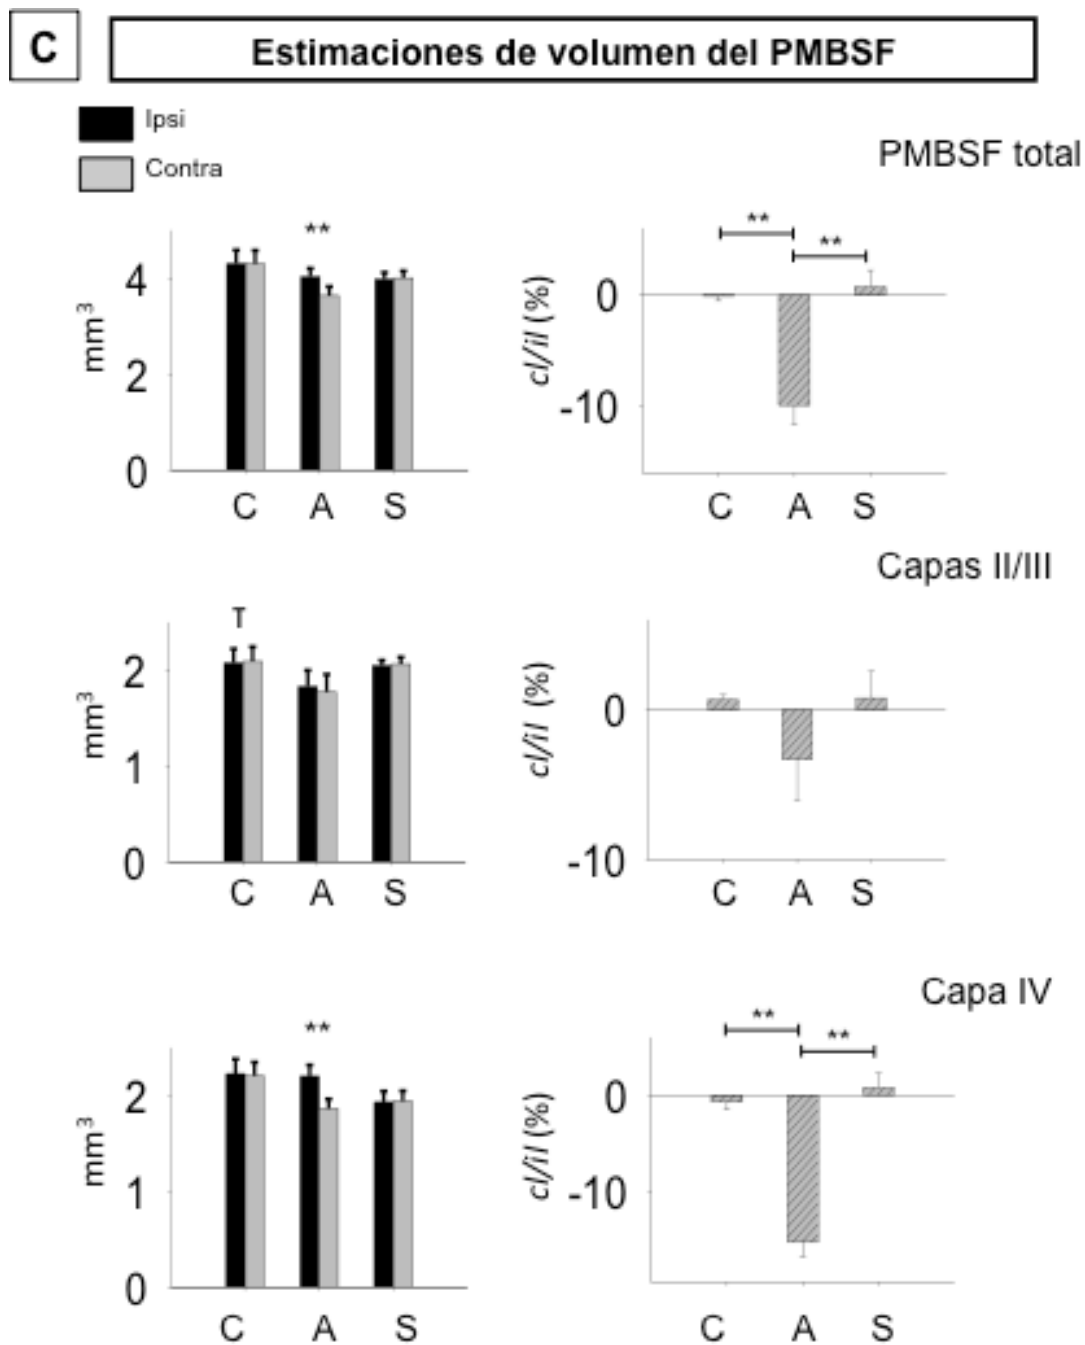 C
Estimaciones de volumen del PMBSF
Ipsi
Contra
PMBSF total
**
4
2
0
mm³
C A S
** **
0
-10
cl/il (%)
C A S
Capas II/III
T
2
1
0
mm³
C A S
0
-10
cl/il (%)
C A S
Capa IV
**
2
1
0
mm³
C A S
** **
0
-10
cl/il (%)
C A S